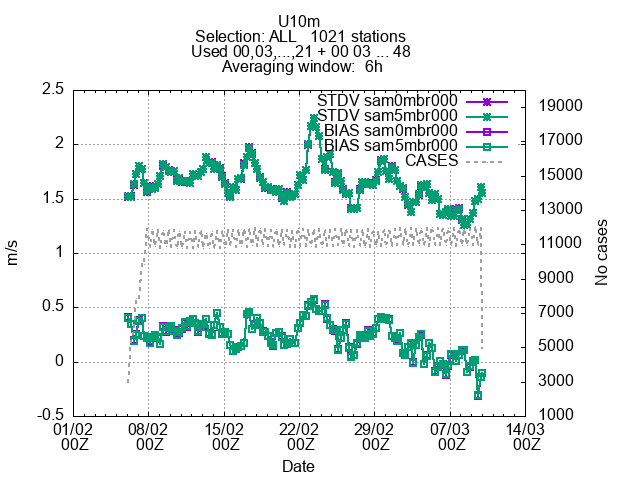 U10m
Selection: ALL   1021 stations
Used 00,03,...,21 + 00 03 ... 48
Averaging window:  6h
STDV sam0mbr000
STDV sam5mbr000
BIAS sam0mbr000
BIAS sam5mbr000
CASES
2.5
2
1.5
1
0.5
0
-0.5
m/s
19000
17000
15000
13000
11000
9000
7000
5000
3000
1000
No cases
01/02 08/02 15/02 22/02 29/02 07/03 14/03
00Z 00Z 00Z 00Z 00Z 00Z 00Z
Date